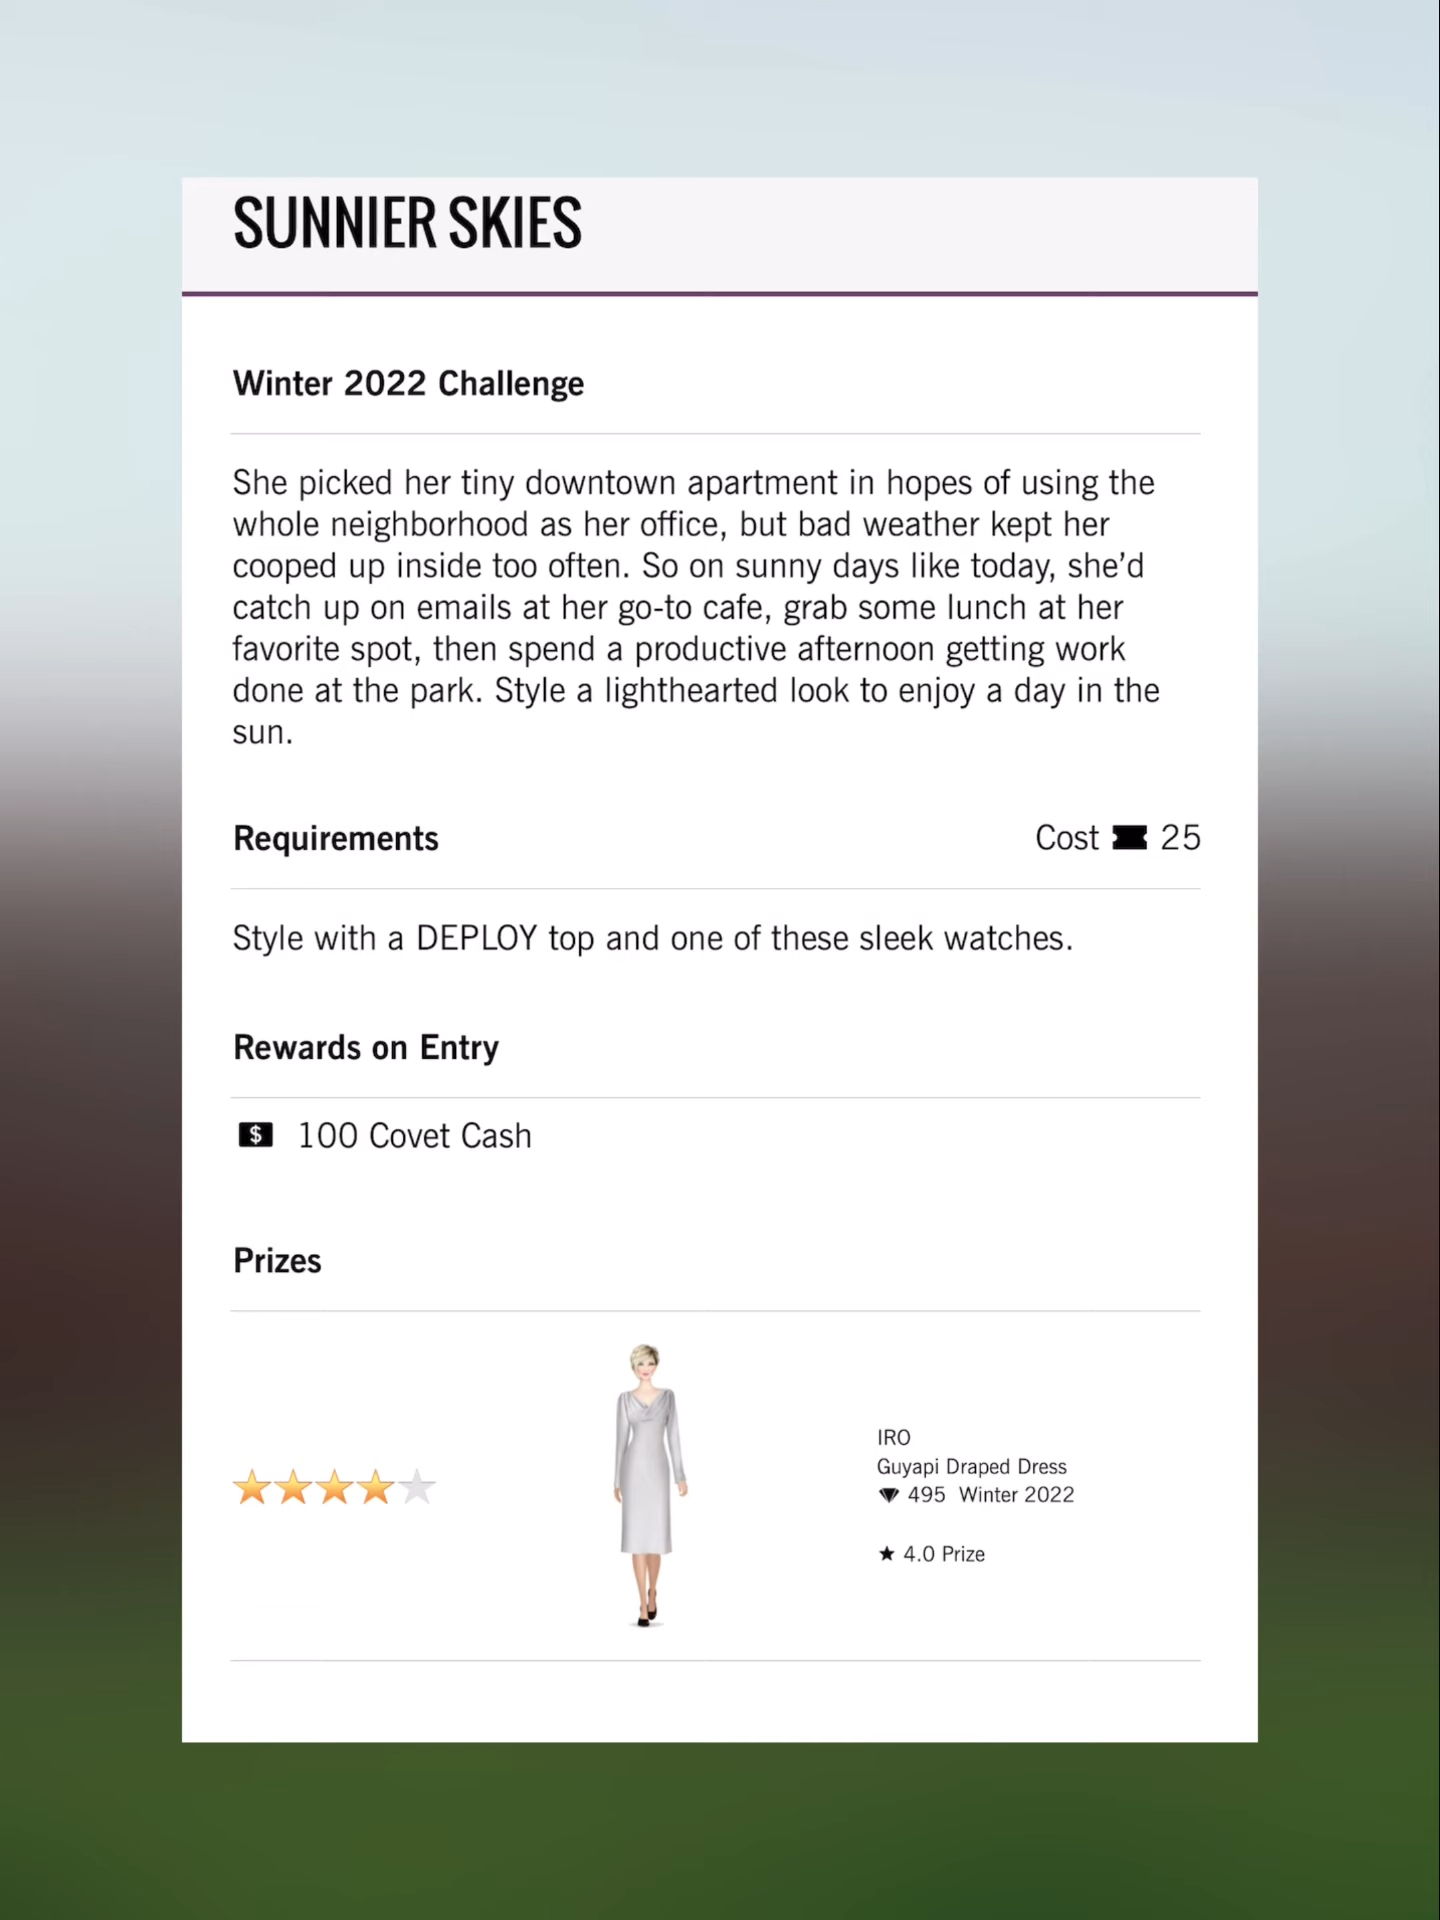 SUNNIER SKIES
Winter 2022 Challenge
She picked her tiny downtown apartment in hopes of using the
whole neighborhood as her office, but bad weather kept her
cooped up inside too often. So on sunny days like today, she’d
catch up on emails at her go-to cafe, grab some lunch at her
favorite spot, then spend a productive afternoon getting work
done at the park. Style a lighthearted look to enjoy a day in the
sun.
Requirements
Cost 25
Style with a DEPLOY top and one of these sleek watches.
Rewards on Entry
$ 100 Covet Cash
Prizes
IRO
Guyapi Draped Dress
495 Winter 2022
★ 4.0 Prize